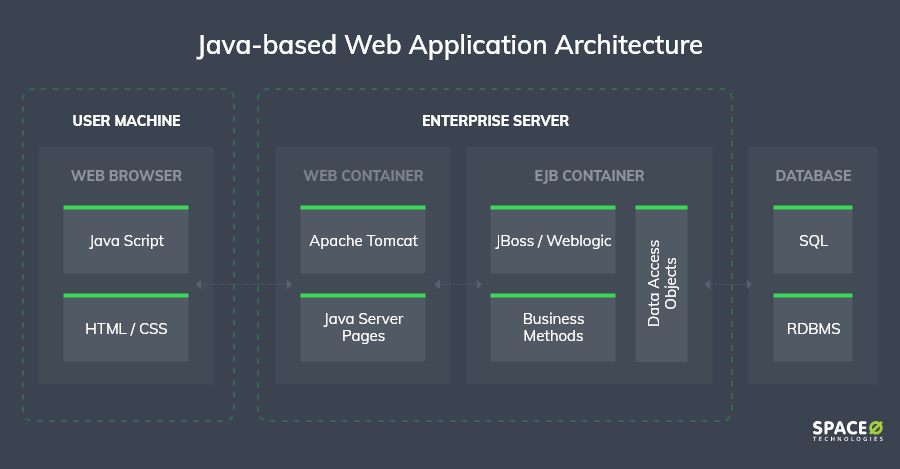 Java-based Web Application Architecture
USER MACHINE
WEB BROWSER
Java Script
HTML / CSS
ENTERPRISE SERVER
WEB CONTAINER
Apache Tomcat
Java Server
Pages
EJB CONTAINER
JBoss / Weblogic
Business
Methods
Data Access
Objects
DATABASE
SQL
RDBMS
SPACEØ
TECHNOLOGIES